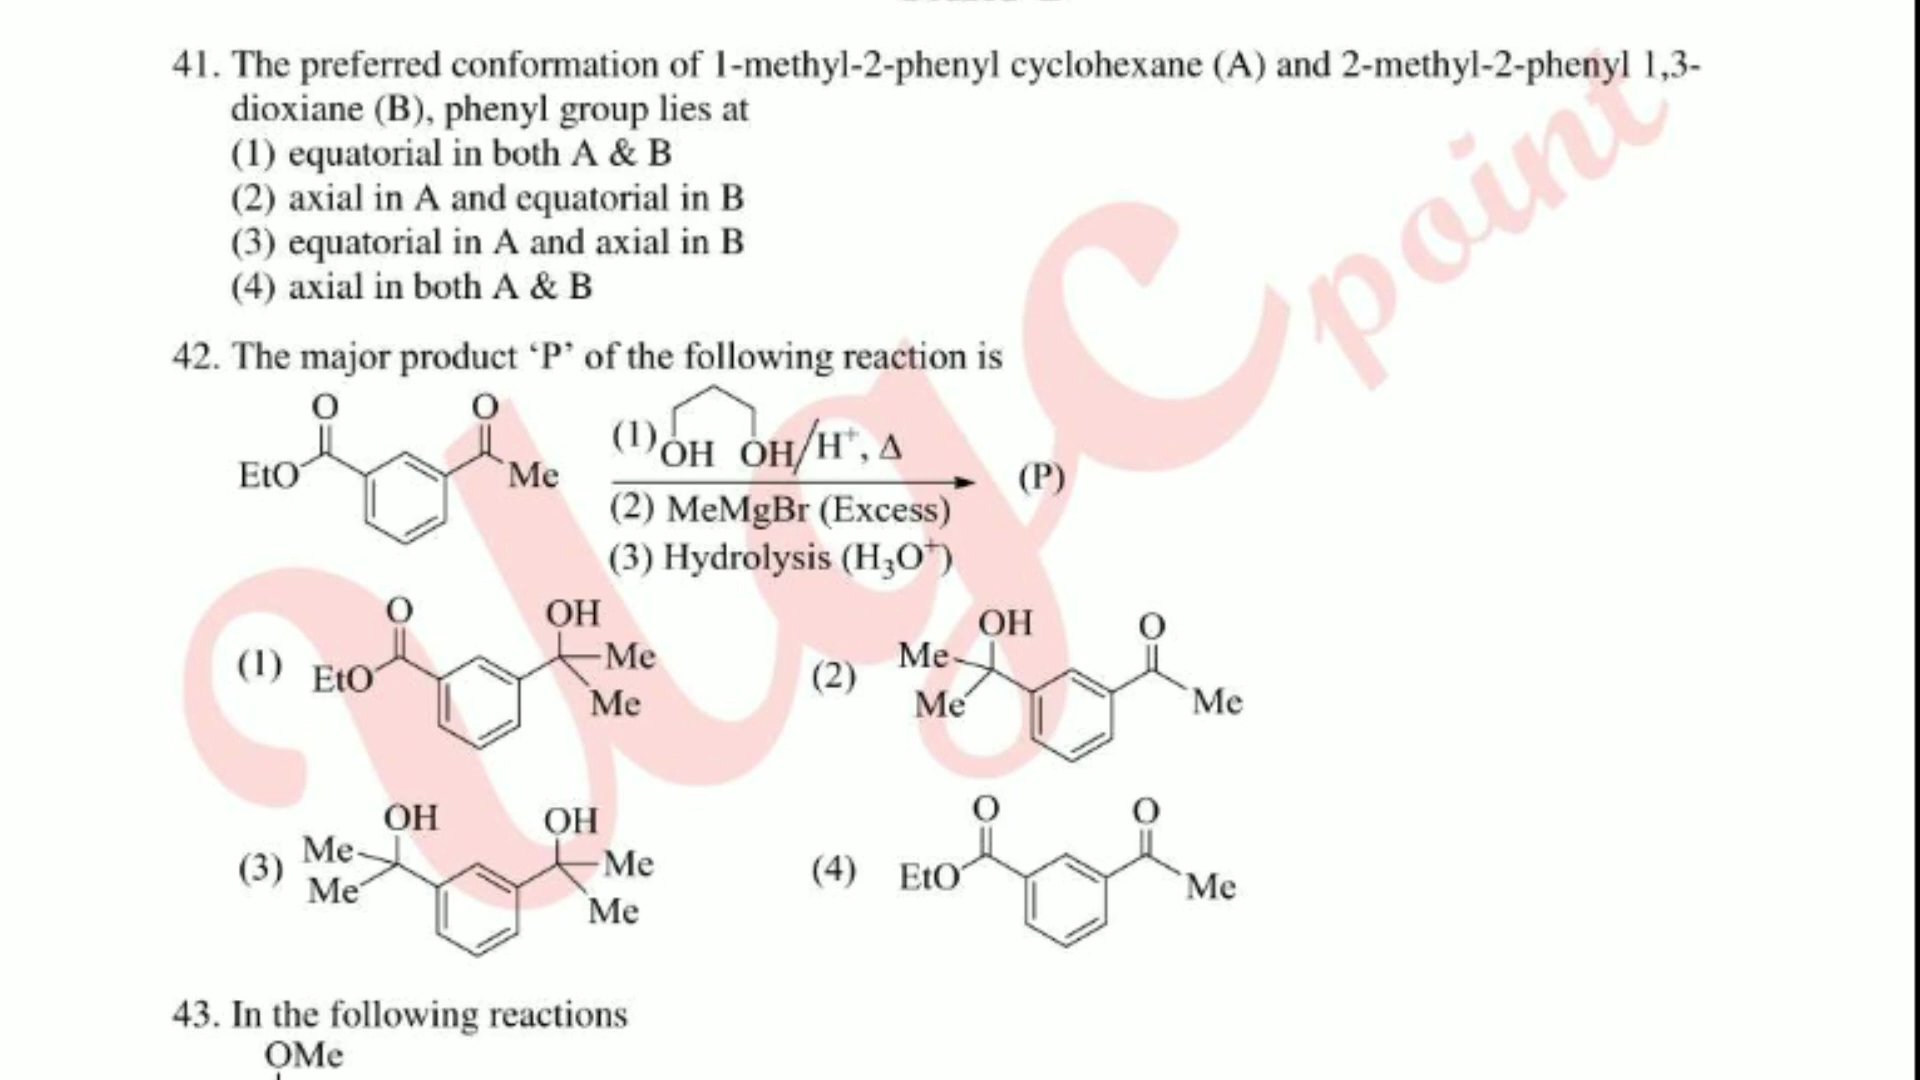 41. The preferred conformation of 1-methyl-2-phenyl cyclohexane (A) and 2-methyl-2-phenyl 1,3-
dioxiane (B), phenyl group lies at
(1) equatorial in both A & B
(2) axial in A and equatorial in B
(3) equatorial in A and axial in B
(4) axial in both A & B
42. The major product ‘P’ of the following reaction is
O O
EtO Me
(1) OH OH/H⁺, Δ
(2) MeMgBr (Excess)
(3) Hydrolysis (H₃O⁺)
(P)
(1) EtO O OH Me Me
(2) Me Me OH O Me
(3) Me Me OH OH Me Me
(4) EtO O O Me
43. In the following reactions
OMe
Ugc point